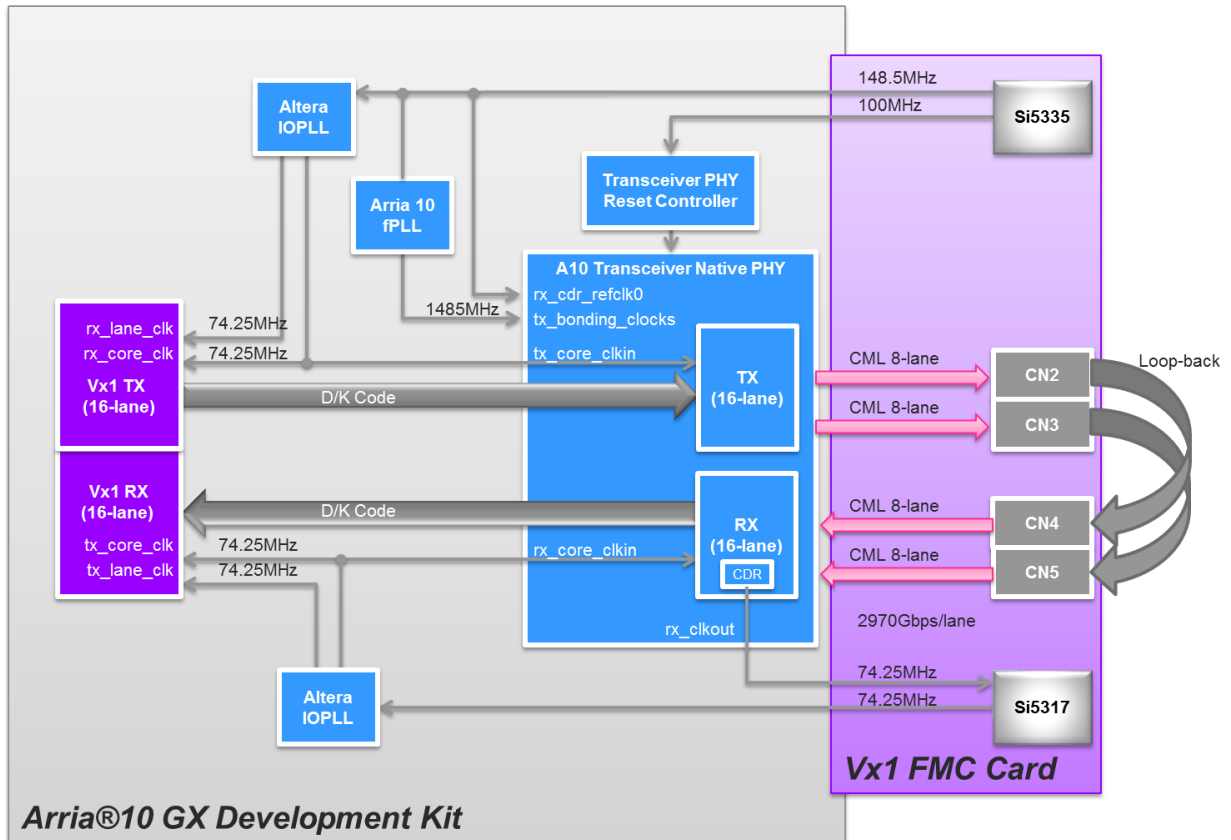 148.5MHz
100MHz
Si5335
Altera
IOPLL
Transceiver PHY
Reset Controller
Arria 10
fPLL
A10 Transceiver Native PHY
rx_cdr_refclk0
1485MHz
tx_bonding_clocks
rx_lane_clk
74.25MHz
rx_core_clk
74.25MHz
tx_core_clkin
Vx1 TX
(16-lane)
D/K Code
TX
(16-lane)
CML 8-lane
CN2
Loop-back
CML 8-lane
CN3
Vx1 RX
(16-lane)
D/K Code
RX
(16-lane)
CDR
CML 8-lane
CN4
CML 8-lane
CN5
tx_core_clk
74.25MHz
tx_lane_clk
74.25MHz
rx_core_clkin
rx_clkout
2970Gbps/lane
74.25MHz
74.25MHz
Si5317
Altera
IOPLL
Vx1 FMC Card
Arria®10 GX Development Kit